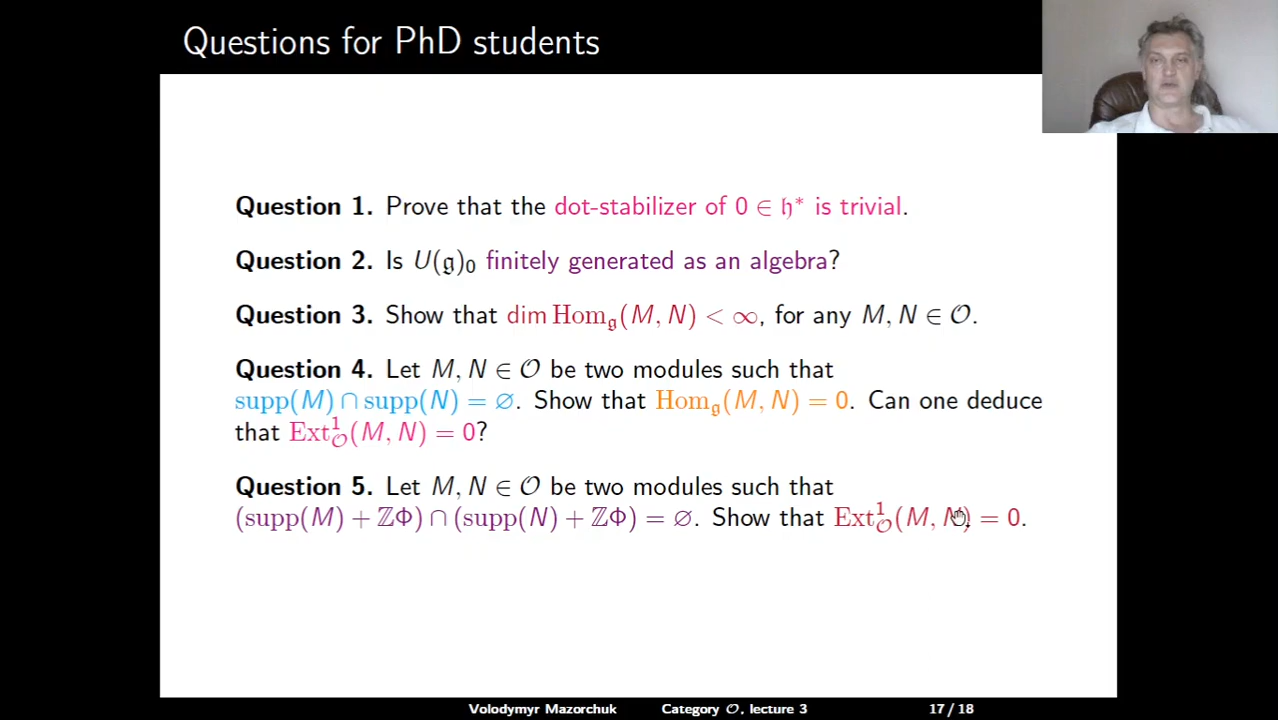 Questions for PhD students
Question 1. Prove that the dot-stabilizer of 0 ∈ 𝔥* is trivial.
Question 2. Is U(𝔤)₀ finitely generated as an algebra?
Question 3. Show that dim Hom_𝔤(M, N) < ∞, for any M, N ∈ 𝒪.
Question 4. Let M, N ∈ 𝒪 be two modules such that
supp(M) ∩ supp(N) = ∅. Show that Hom_𝔤(M, N) = 0. Can one deduce
that Ext¹_𝒪(M, N) = 0?
Question 5. Let M, N ∈ 𝒪 be two modules such that
(supp(M) + ℤΦ) ∩ (supp(N) + ℤΦ) = ∅. Show that Ext¹_𝒪(M, N) = 0.
Volodymyr Mazorchuk Category 𝒪, lecture 3 17 / 18